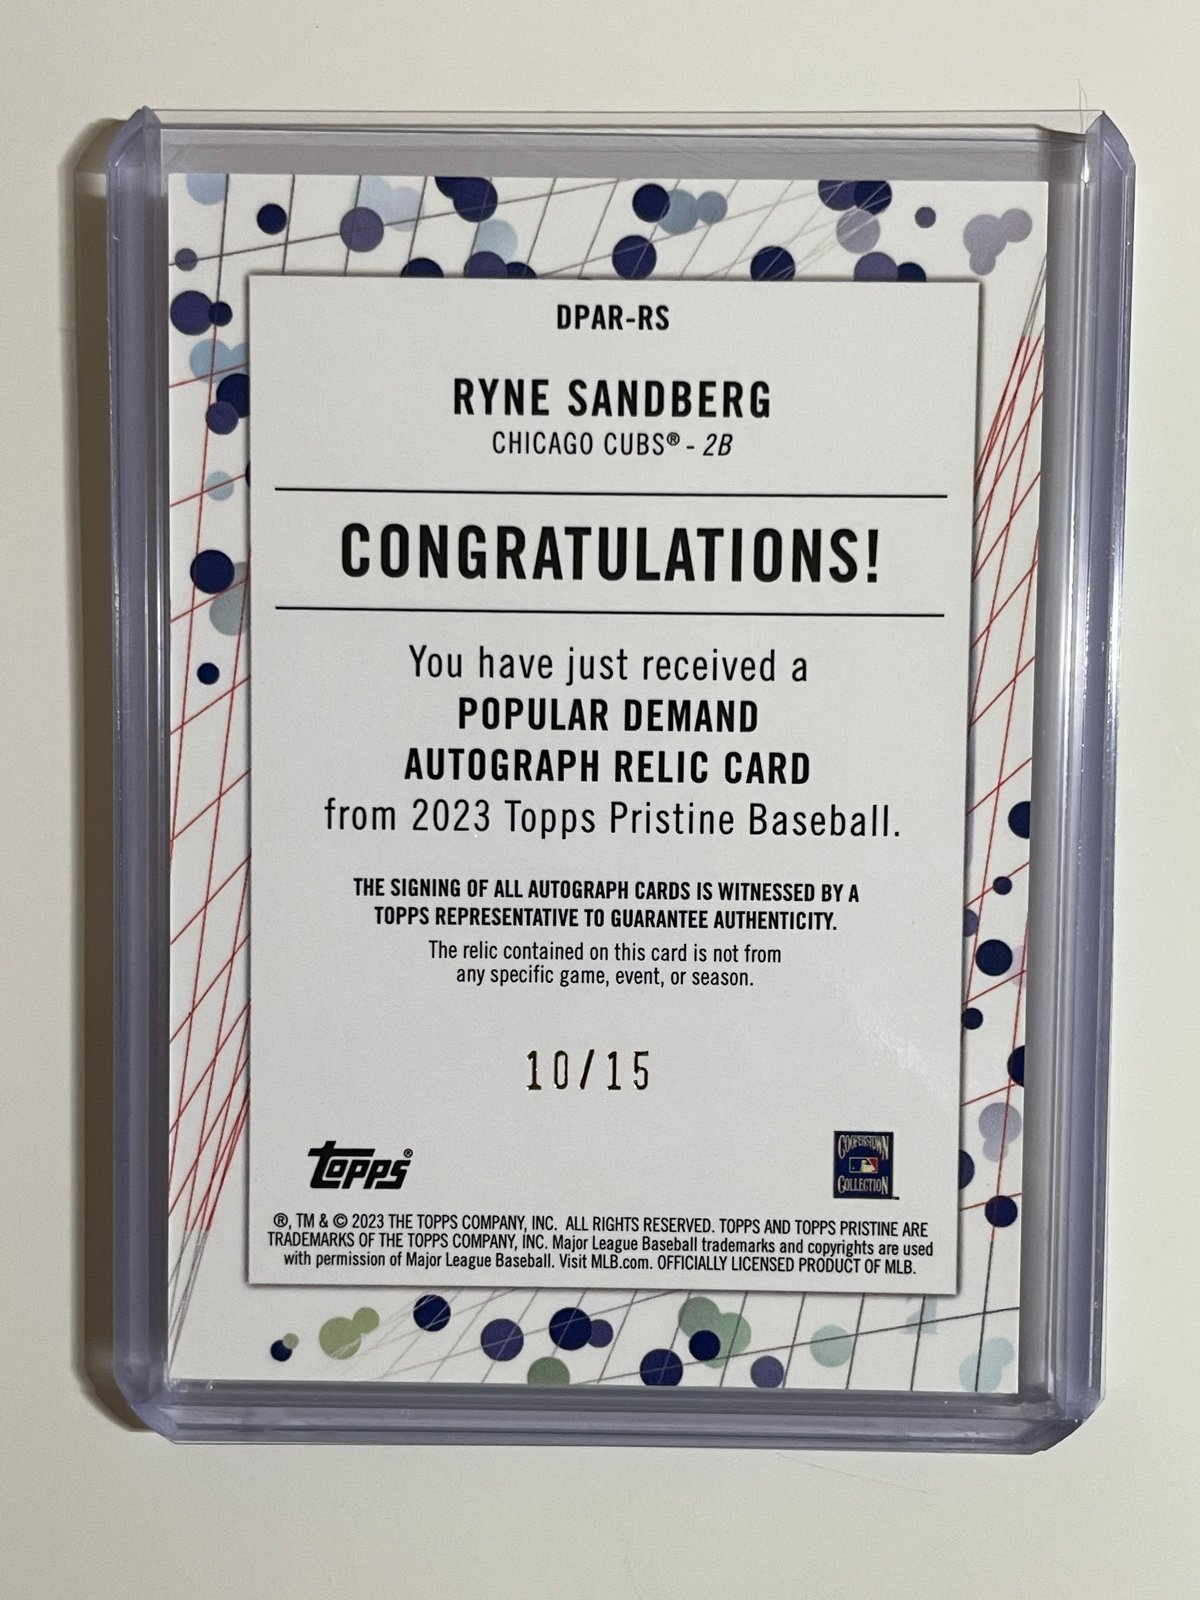 DPAR-RS
RYNE SANDBERG
CHICAGO CUBS® - 2B
CONGRATULATIONS!
You have just received a
POPULAR DEMAND
AUTOGRAPH RELIC CARD
from 2023 Topps Pristine Baseball.
THE SIGNING OF ALL AUTOGRAPH CARDS IS WITNESSED BY A
TOPPS REPRESENTATIVE TO GUARANTEE AUTHENTICITY.
The relic contained on this card is not from
any specific game, event, or season.
10/15
topps®
COOPERSTOWN
COLLECTION
®, TM & © 2023 THE TOPPS COMPANY, INC. ALL RIGHTS RESERVED. TOPPS AND TOPPS PRISTINE ARE
TRADEMARKS OF THE TOPPS COMPANY, INC. Major League Baseball trademarks and copyrights are used
with permission of Major League Baseball. Visit MLB.com. OFFICIALLY LICENSED PRODUCT OF MLB.